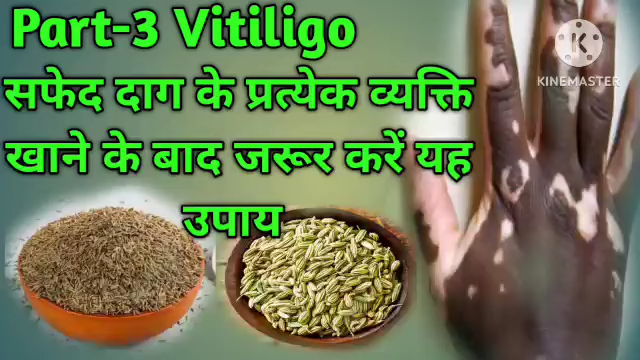 Part-3 Vitiligo
सफेद दाग के प्रत्येक व्यक्ति
खाने के बाद जरूर करें यह
उपाय
K
KINEMASTER